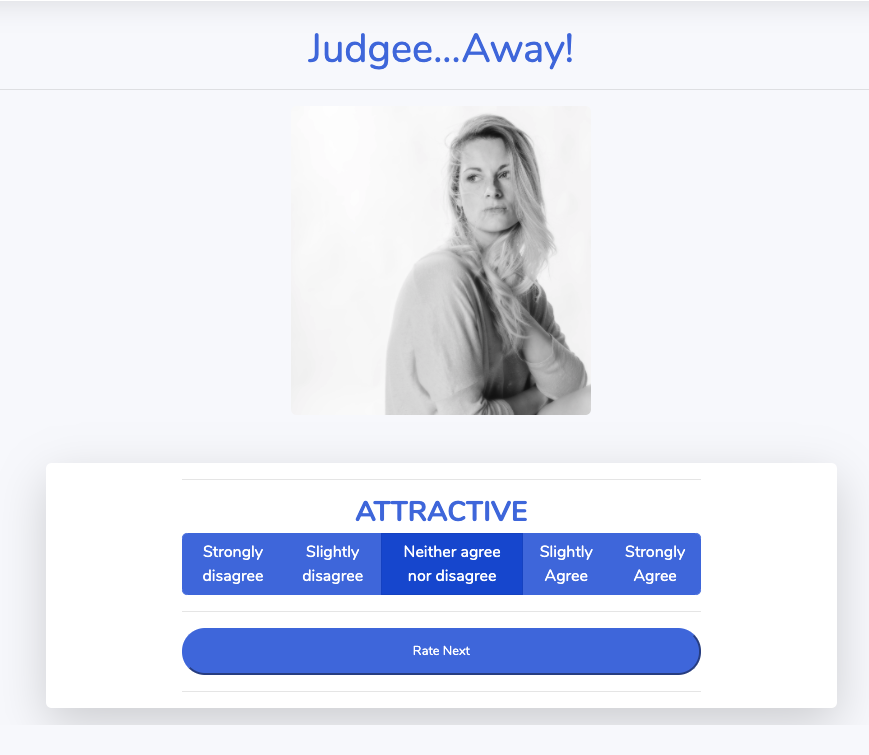 Judgee...Away!
ATTRACTIVE
Strongly disagree
Slightly disagree
Neither agree nor disagree
Slightly Agree
Strongly Agree
Rate Next